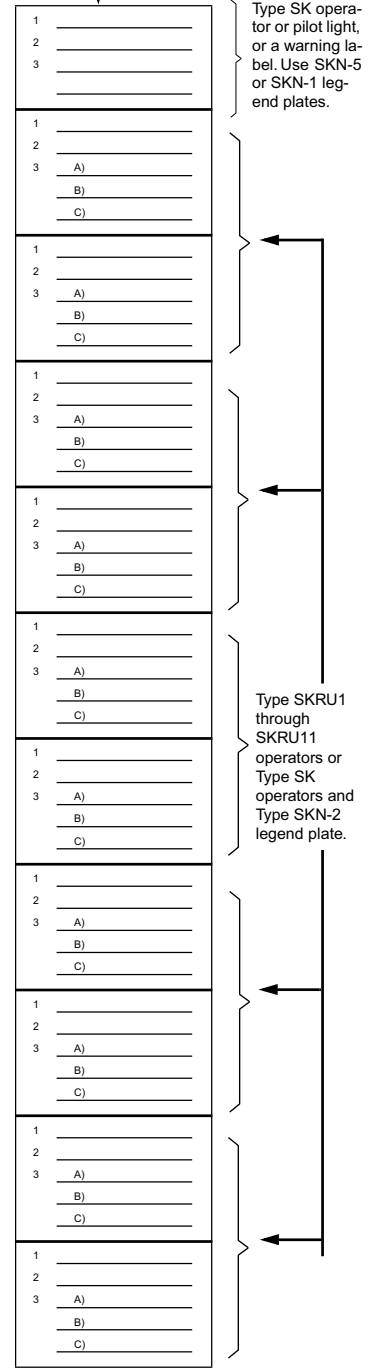 Type SK opera-
tor or pilot light,
or a warning la-
bel. Use SKN-5
or SKN-1 leg-
end plates.
1
2
3
1
2
3 A)
B)
C)
1
2
3 A)
B)
C)
1
2
3 A)
B)
C)
1
2
3 A)
B)
C)
1
2
3 A)
B)
C)
Type SKRU1
through
SKRU11
operators or
Type SK
operators and
Type SKN-2
legend plate.
1
2
3 A)
B)
C)
1
2
3 A)
B)
C)
1
2
3 A)
B)
C)
1
2
3 A)
B)
C)
1
2
3 A)
B)
C)